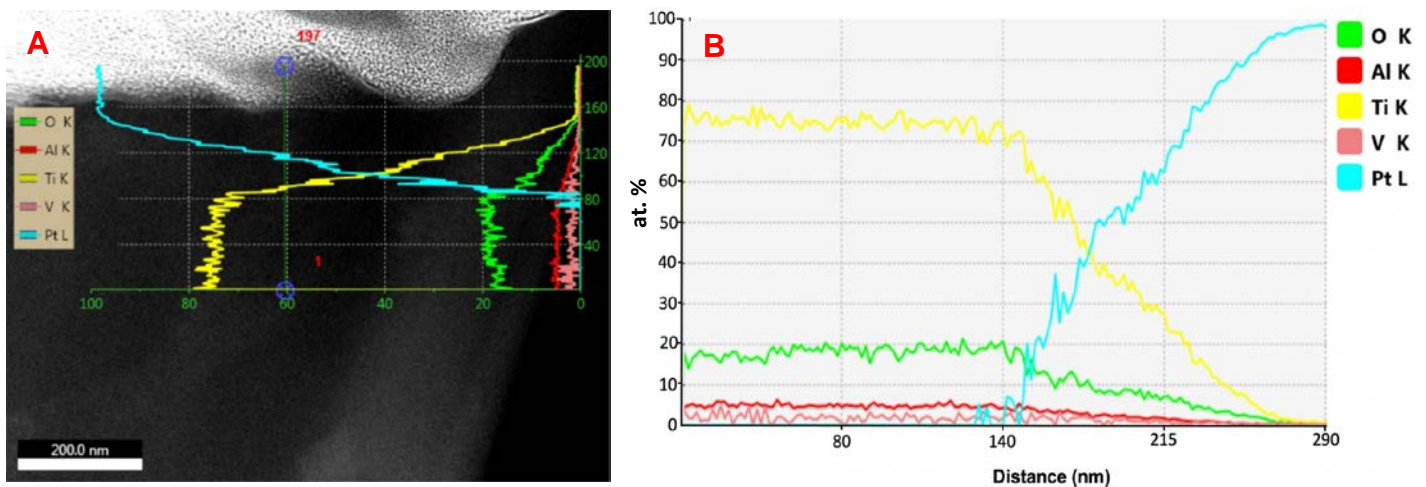 A
197
200
160
120
80
40
O K
Al K
Ti K
V K
Pt L
1
100 80 60 40 20 0
200.0 nm
B
100
90
80
70
60
50
40
30
20
10
0
at. %
80 140 215 290
Distance (nm)
O K
Al K
Ti K
V K
Pt L